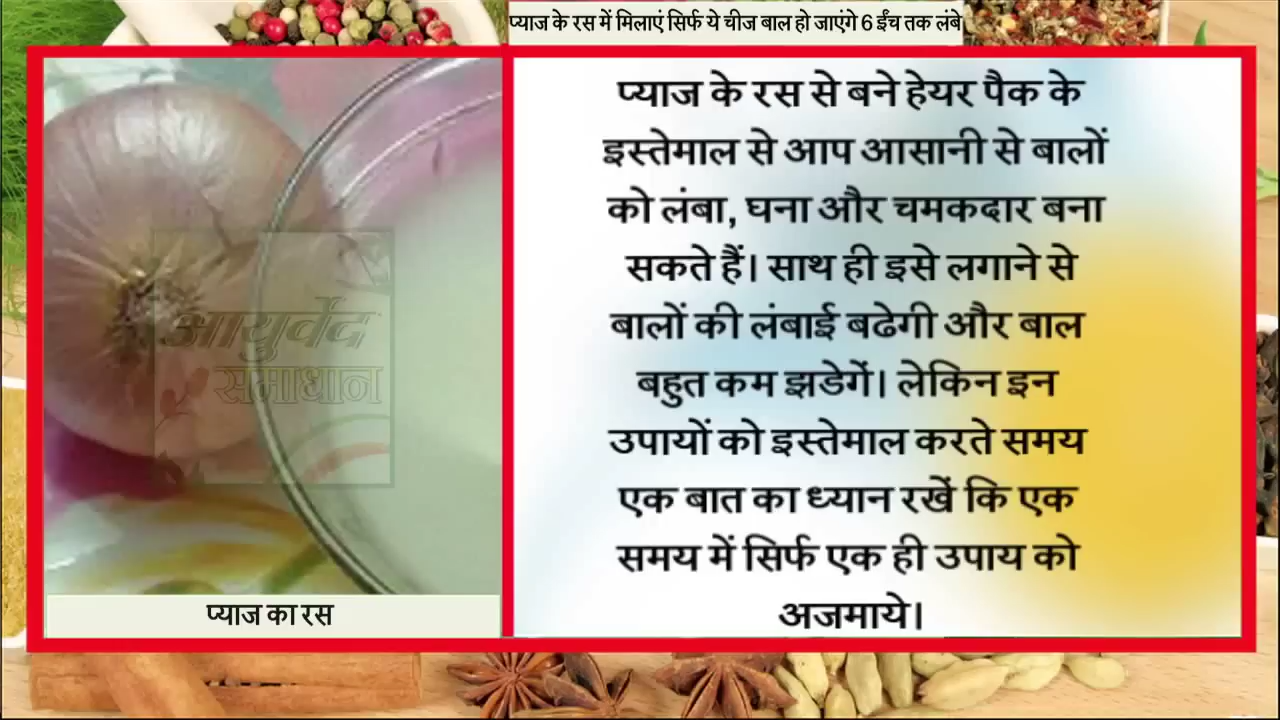 प्याज के रस में मिलाएं सिर्फ ये चीज बाल हो जाएंगे 6 ईंच तक लंबे
आयुर्वेद
समाधान
प्याज का रस
प्याज के रस से बने हेयर पैक के
इस्तेमाल से आप आसानी से बालों
को लंबा, घना और चमकदार बना
सकते हैं। साथ ही इसे लगाने से
बालों की लंबाई बढेगी और बाल
बहुत कम झडेगें। लेकिन इन
उपायों को इस्तेमाल करते समय
एक बात का ध्यान रखें कि एक
समय में सिर्फ एक ही उपाय को
अजमाये।